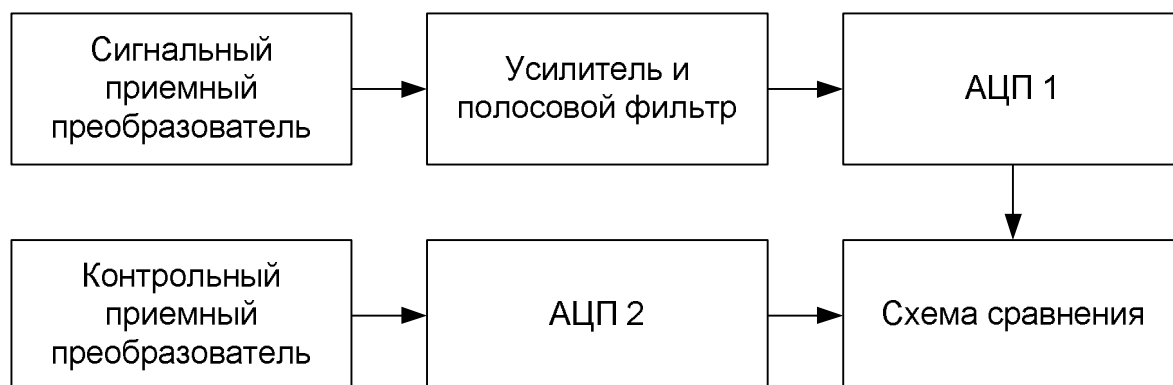 Сигнальный
приемный
преобразователь
Усилитель и
полосовой фильтр
АЦП 1
Контрольный
приемный
преобразователь
АЦП 2
Схема сравнения